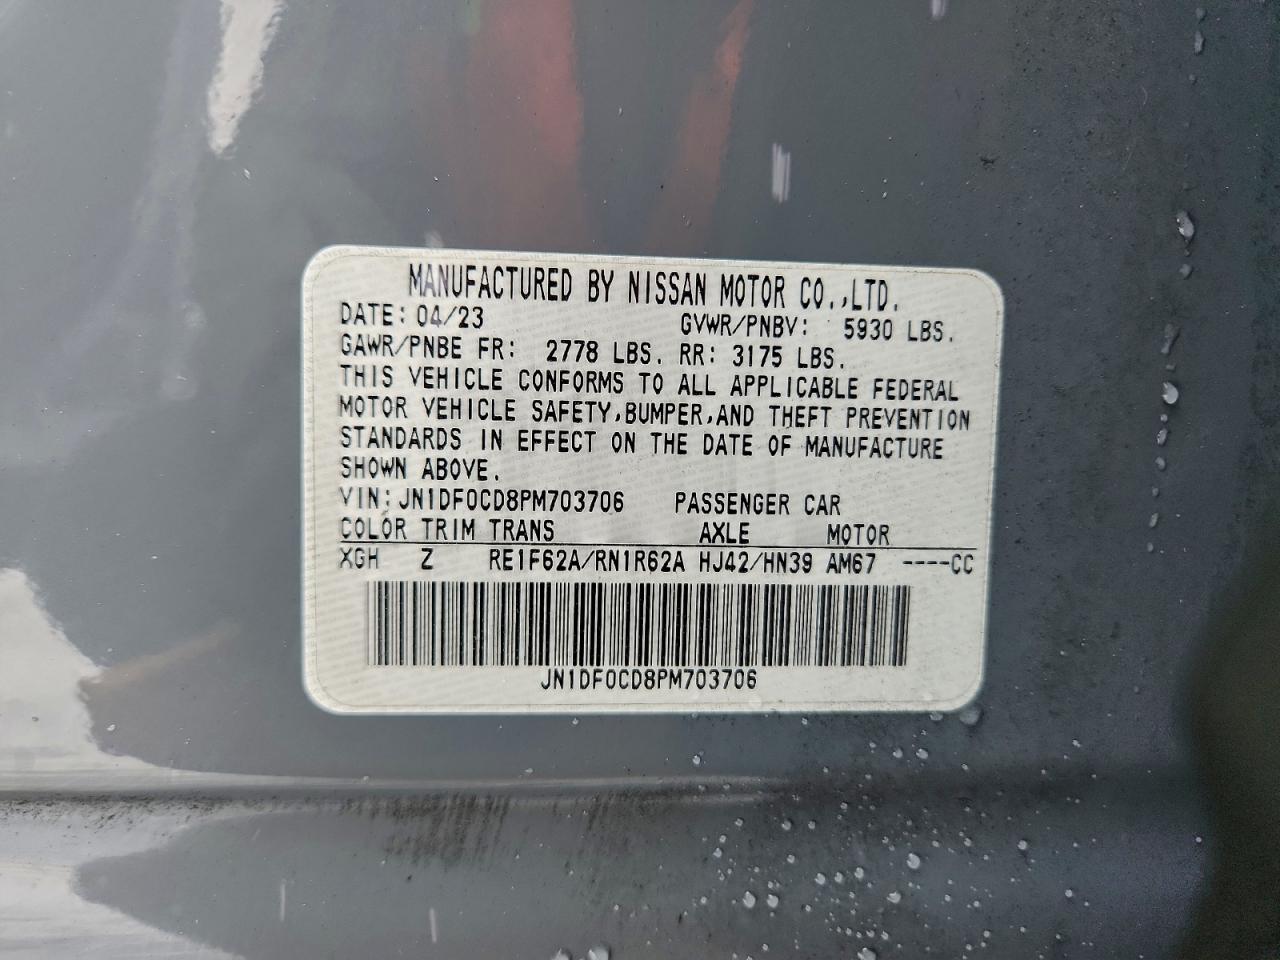 MANUFACTURED BY NISSAN MOTOR CO.,LTD.
DATE: 04/23 GVWR/PNBV: 5930 LBS.
GAWR/PNBE FR: 2778 LBS. RR: 3175 LBS.
THIS VEHICLE CONFORMS TO ALL APPLICABLE FEDERAL
MOTOR VEHICLE SAFETY,BUMPER,AND THEFT PREVENTION
STANDARDS IN EFFECT ON THE DATE OF MANUFACTURE
SHOWN ABOVE.
VIN: JN1DF0CD8PM703706 PASSENGER CAR
COLOR TRIM TRANS AXLE MOTOR
XGH Z RE1F62A/RN1R62A HJ42/HN39 AM67 ----CC
JN1DF0CD8PM703706